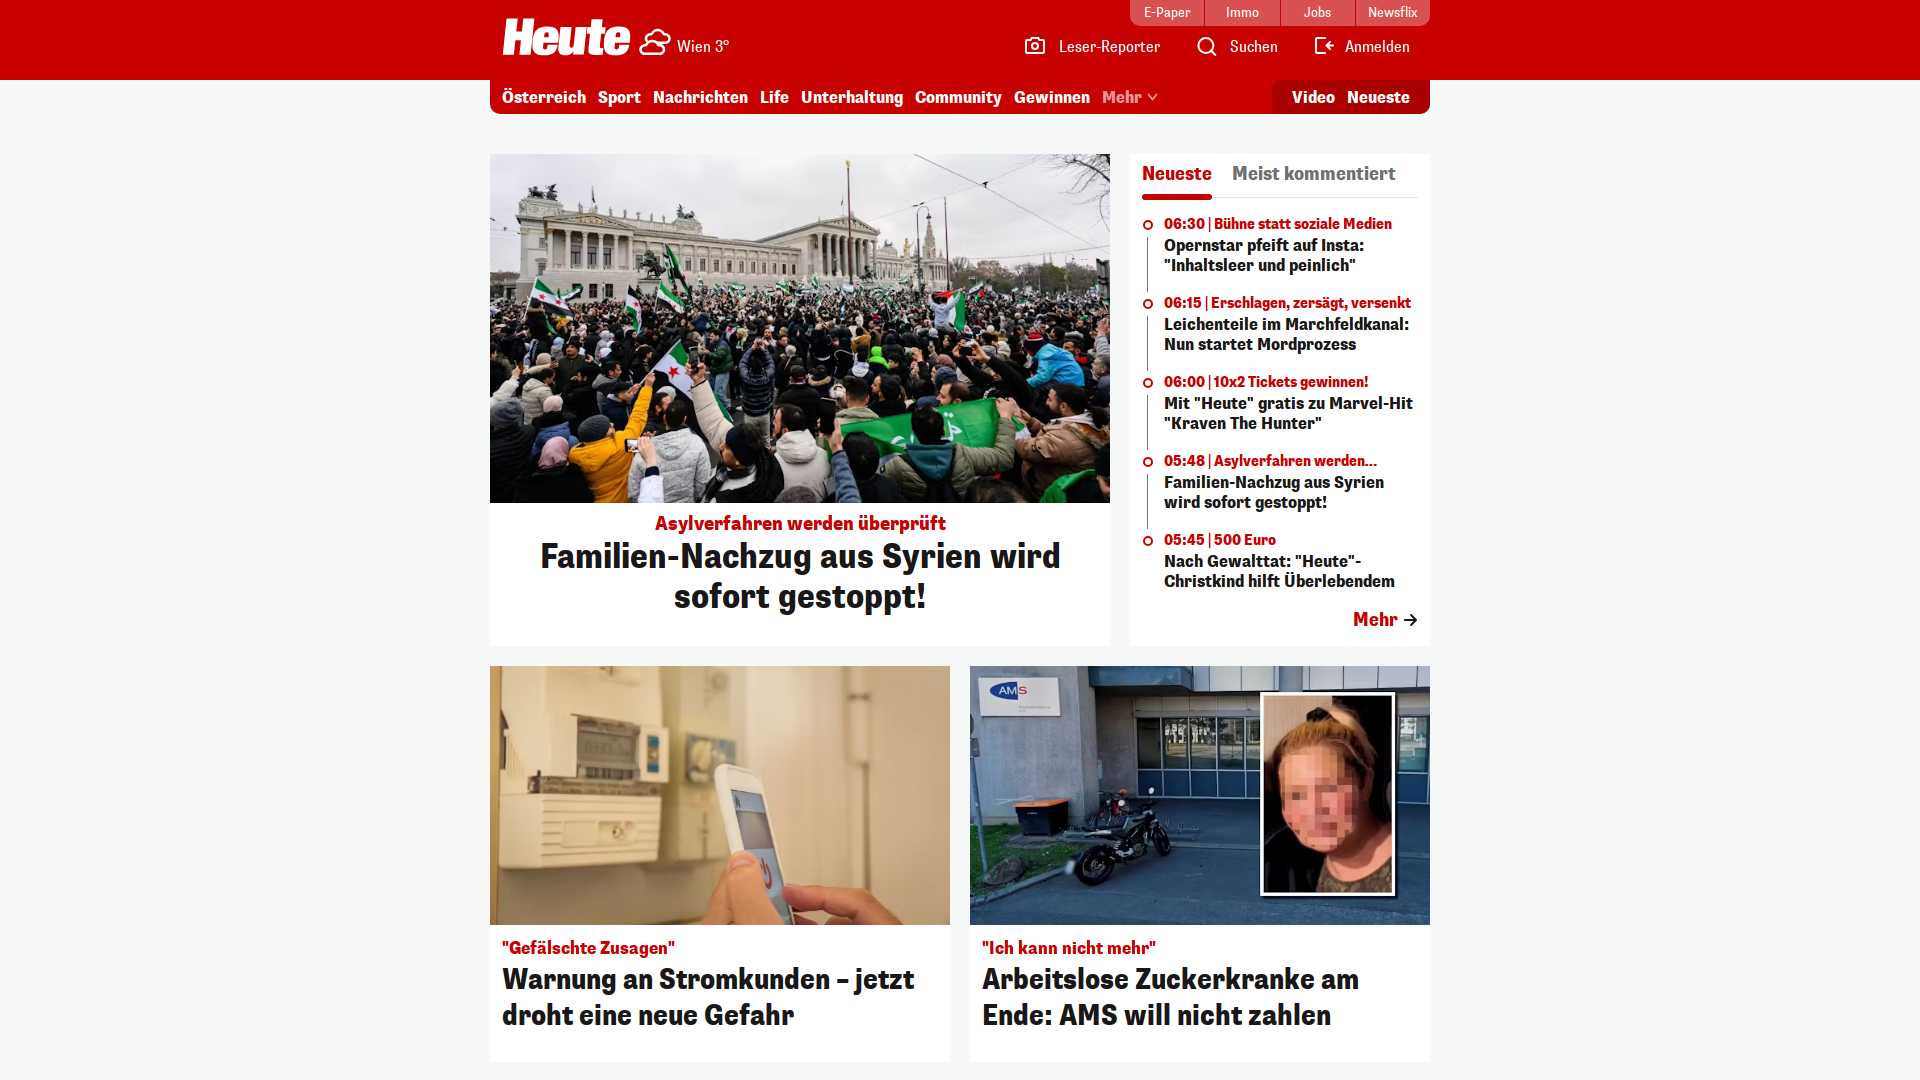 E-Paper
Immo
Jobs
Newsflix
Heute
Wien 3°
Leser-Reporter
Suchen
Anmelden
Österreich
Sport
Nachrichten
Life
Unterhaltung
Community
Gewinnen
Mehr
Video
Neueste
Asylverfahren werden überprüft
Familien-Nachzug aus Syrien wird
sofort gestoppt!
Neueste
Meist kommentiert
06:30 | Bühne statt soziale Medien
Opernstar pfeift auf Insta:
"Inhaltsleer und peinlich"
06:15 | Erschlagen, zersägt, versenkt
Leichenteile im Marchfeldkanal:
Nun startet Mordprozess
06:00 | 10x2 Tickets gewinnen!
Mit "Heute" gratis zu Marvel-Hit
"Kraven The Hunter"
05:48 | Asylverfahren werden...
Familien-Nachzug aus Syrien
wird sofort gestoppt!
05:45 | 500 Euro
Nach Gewalttat: "Heute"-
Christkind hilft Überlebendem
Mehr
"Gefälschte Zusagen"
Warnung an Stromkunden – jetzt
droht eine neue Gefahr
AMS
"Ich kann nicht mehr"
Arbeitslose Zuckerkranke am
Ende: AMS will nicht zahlen